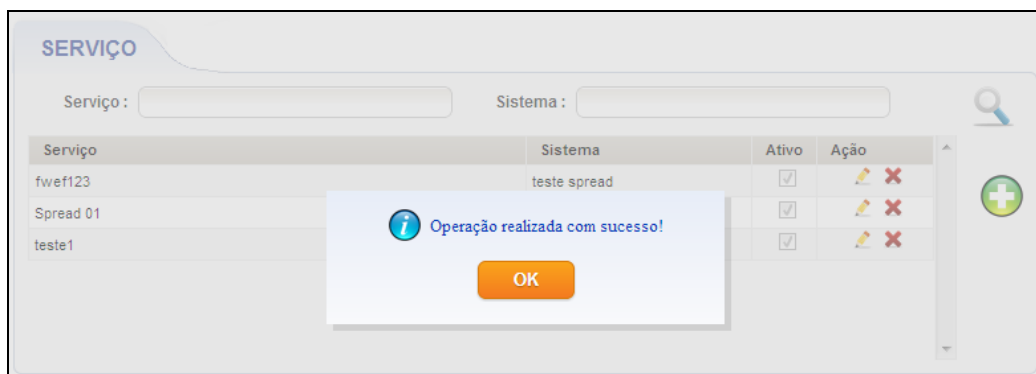 SERVIÇO
Serviço : Sistema :
Serviço Sistema Ativo Ação
fwef123 teste spread
Spread 01
teste1
Operação realizada com sucesso!
OK